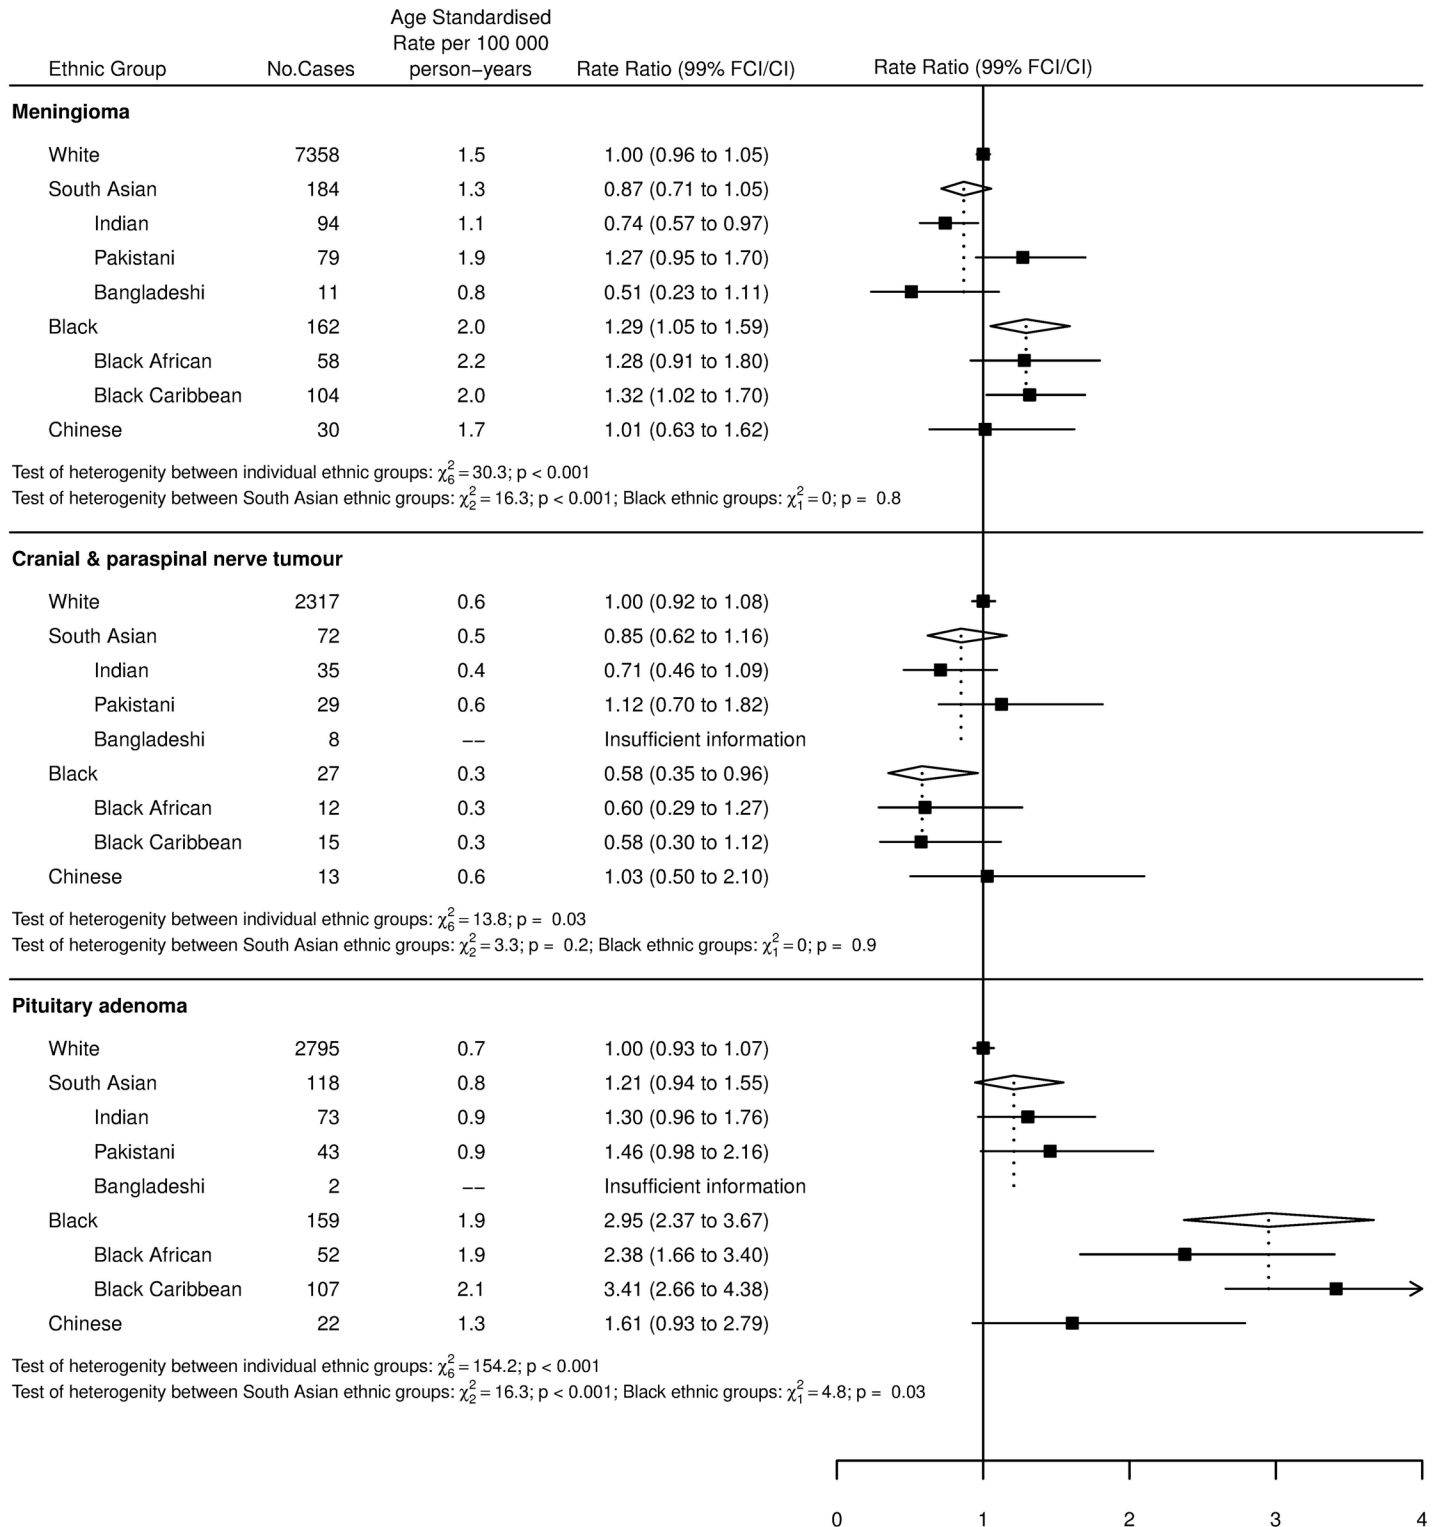 Age Standardised
Rate per 100 000
Ethnic Group No.Cases person−years Rate Ratio (99% FCI/CI) Rate Ratio (99% FCI/CI)
Meningioma
White 7358 1.5 1.00 (0.96 to 1.05)
South Asian 184 1.3 0.87 (0.71 to 1.05)
Indian 94 1.1 0.74 (0.57 to 0.97)
Pakistani 79 1.9 1.27 (0.95 to 1.70)
Bangladeshi 11 0.8 0.51 (0.23 to 1.11)
Black 162 2.0 1.29 (1.05 to 1.59)
Black African 58 2.2 1.28 (0.91 to 1.80)
Black Caribbean 104 2.0 1.32 (1.02 to 1.70)
Chinese 30 1.7 1.01 (0.63 to 1.62)
Test of heterogenity between individual ethnic groups: χ²₆ = 30.3; p < 0.001
Test of heterogenity between South Asian ethnic groups: χ²₂ = 16.3; p < 0.001; Black ethnic groups: χ²₁ = 0; p = 0.8
Cranial & paraspinal nerve tumour
White 2317 0.6 1.00 (0.92 to 1.08)
South Asian 72 0.5 0.85 (0.62 to 1.16)
Indian 35 0.4 0.71 (0.46 to 1.09)
Pakistani 29 0.6 1.12 (0.70 to 1.82)
Bangladeshi 8 −− Insufficient information
Black 27 0.3 0.58 (0.35 to 0.96)
Black African 12 0.3 0.60 (0.29 to 1.27)
Black Caribbean 15 0.3 0.58 (0.30 to 1.12)
Chinese 13 0.6 1.03 (0.50 to 2.10)
Test of heterogenity between individual ethnic groups: χ²₆ = 13.8; p = 0.03
Test of heterogenity between South Asian ethnic groups: χ²₂ = 3.3; p = 0.2; Black ethnic groups: χ²₁ = 0; p = 0.9
Pituitary adenoma
White 2795 0.7 1.00 (0.93 to 1.07)
South Asian 118 0.8 1.21 (0.94 to 1.55)
Indian 73 0.9 1.30 (0.96 to 1.76)
Pakistani 43 0.9 1.46 (0.98 to 2.16)
Bangladeshi 2 −− Insufficient information
Black 159 1.9 2.95 (2.37 to 3.67)
Black African 52 1.9 2.38 (1.66 to 3.40)
Black Caribbean 107 2.1 3.41 (2.66 to 4.38)
Chinese 22 1.3 1.61 (0.93 to 2.79)
Test of heterogenity between individual ethnic groups: χ²₆ = 154.2; p < 0.001
Test of heterogenity between South Asian ethnic groups: χ²₂ = 16.3; p < 0.001; Black ethnic groups: χ²₁ = 4.8; p = 0.03
0 1 2 3 4